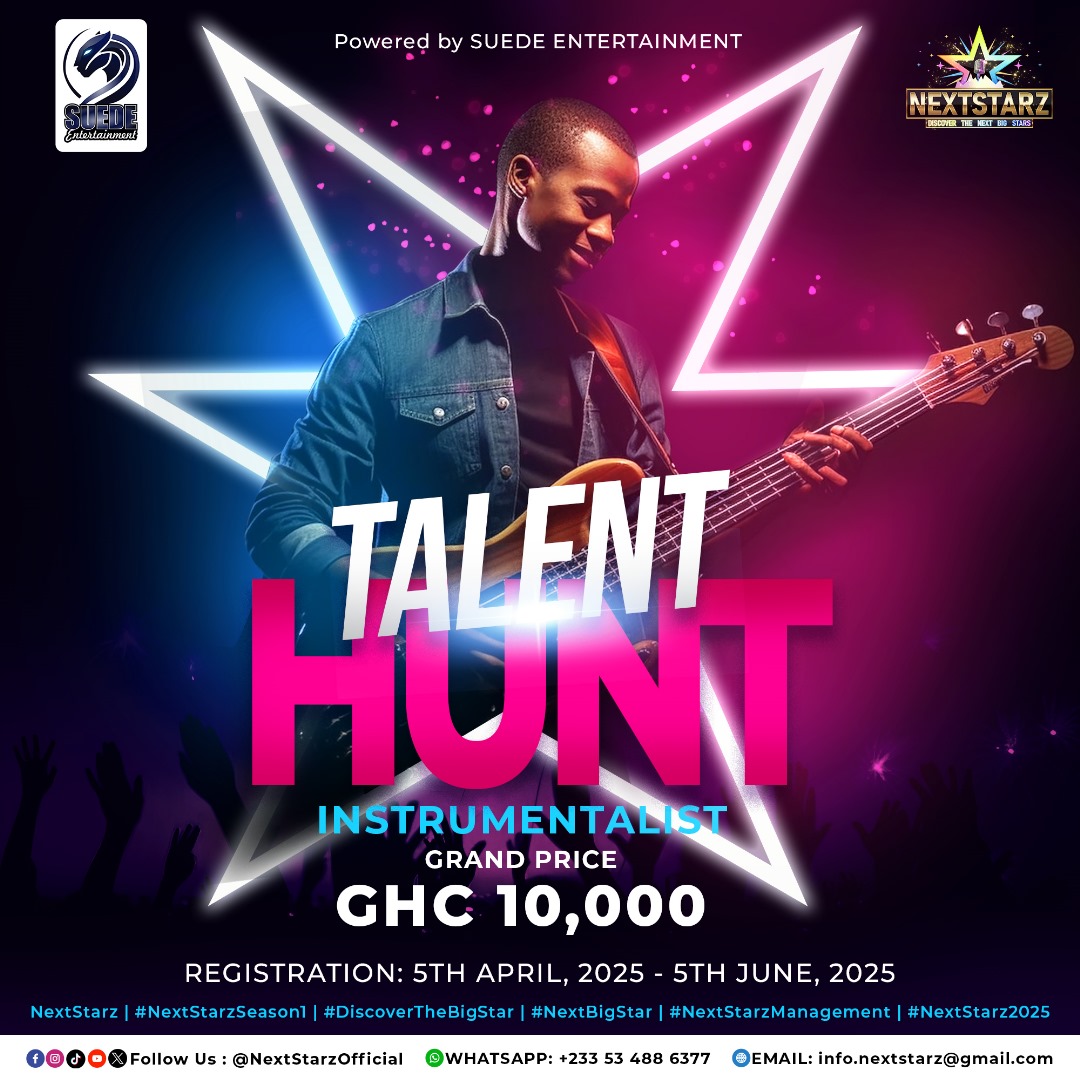 Powered by SUEDE ENTERTAINMENT
SUEDE
Entertainment
NEXTSTARZ
DISCOVER THE NEXT BIG STARS
TALENT
HUNT
INSTRUMENTALIST
GRAND PRICE
GHC 10,000
REGISTRATION: 5TH APRIL, 2025 - 5TH JUNE, 2025
NextStarz | #NextStarzSeason1 | #DiscoverTheBigStar | #NextBigStar | #NextStarzManagement | #NextStarz2025
Follow Us : @NextStarzOfficial WHATSAPP: +233 53 488 6377 EMAIL: info.nextstarz@gmail.com